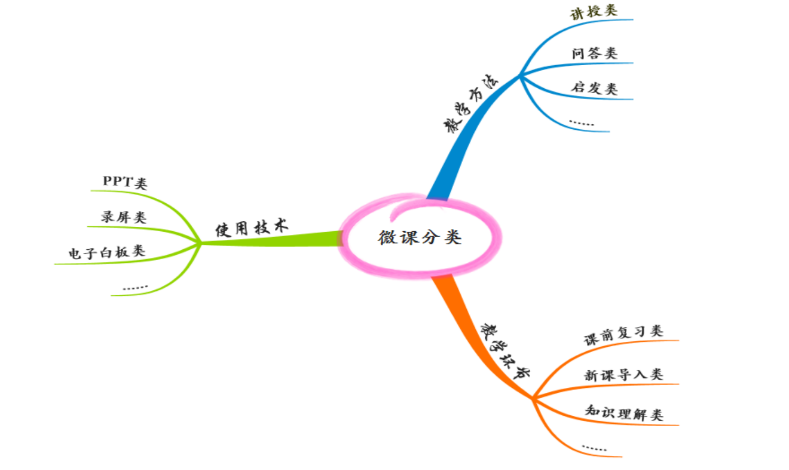 微课分类
教学方法
讲授类
问答类
启发类
……
使用技术
PPT类
录屏类
电子白板类
……
教学环节
课前复习类
新课导入类
知识理解类
……